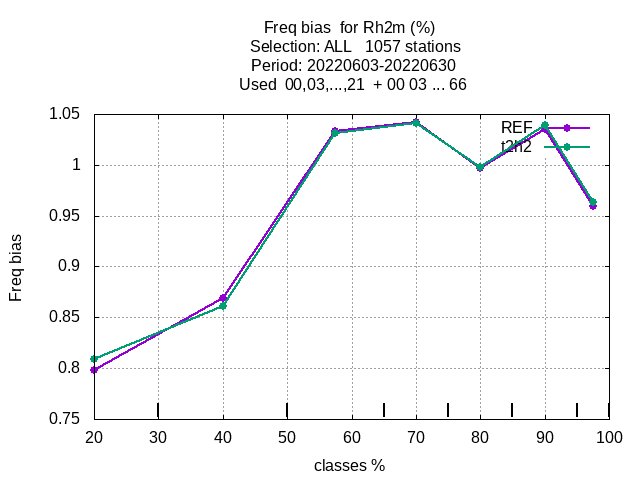 Freq bias  for Rh2m (%)
Selection: ALL   1057 stations
Period: 20220603-20220630
Used  00,03,...,21  + 00 03 ... 66
REF
t2h2
1.05
1
0.95
0.9
0.85
0.8
0.75
Freq bias
20 30 40 50 60 70 80 90 100
classes %